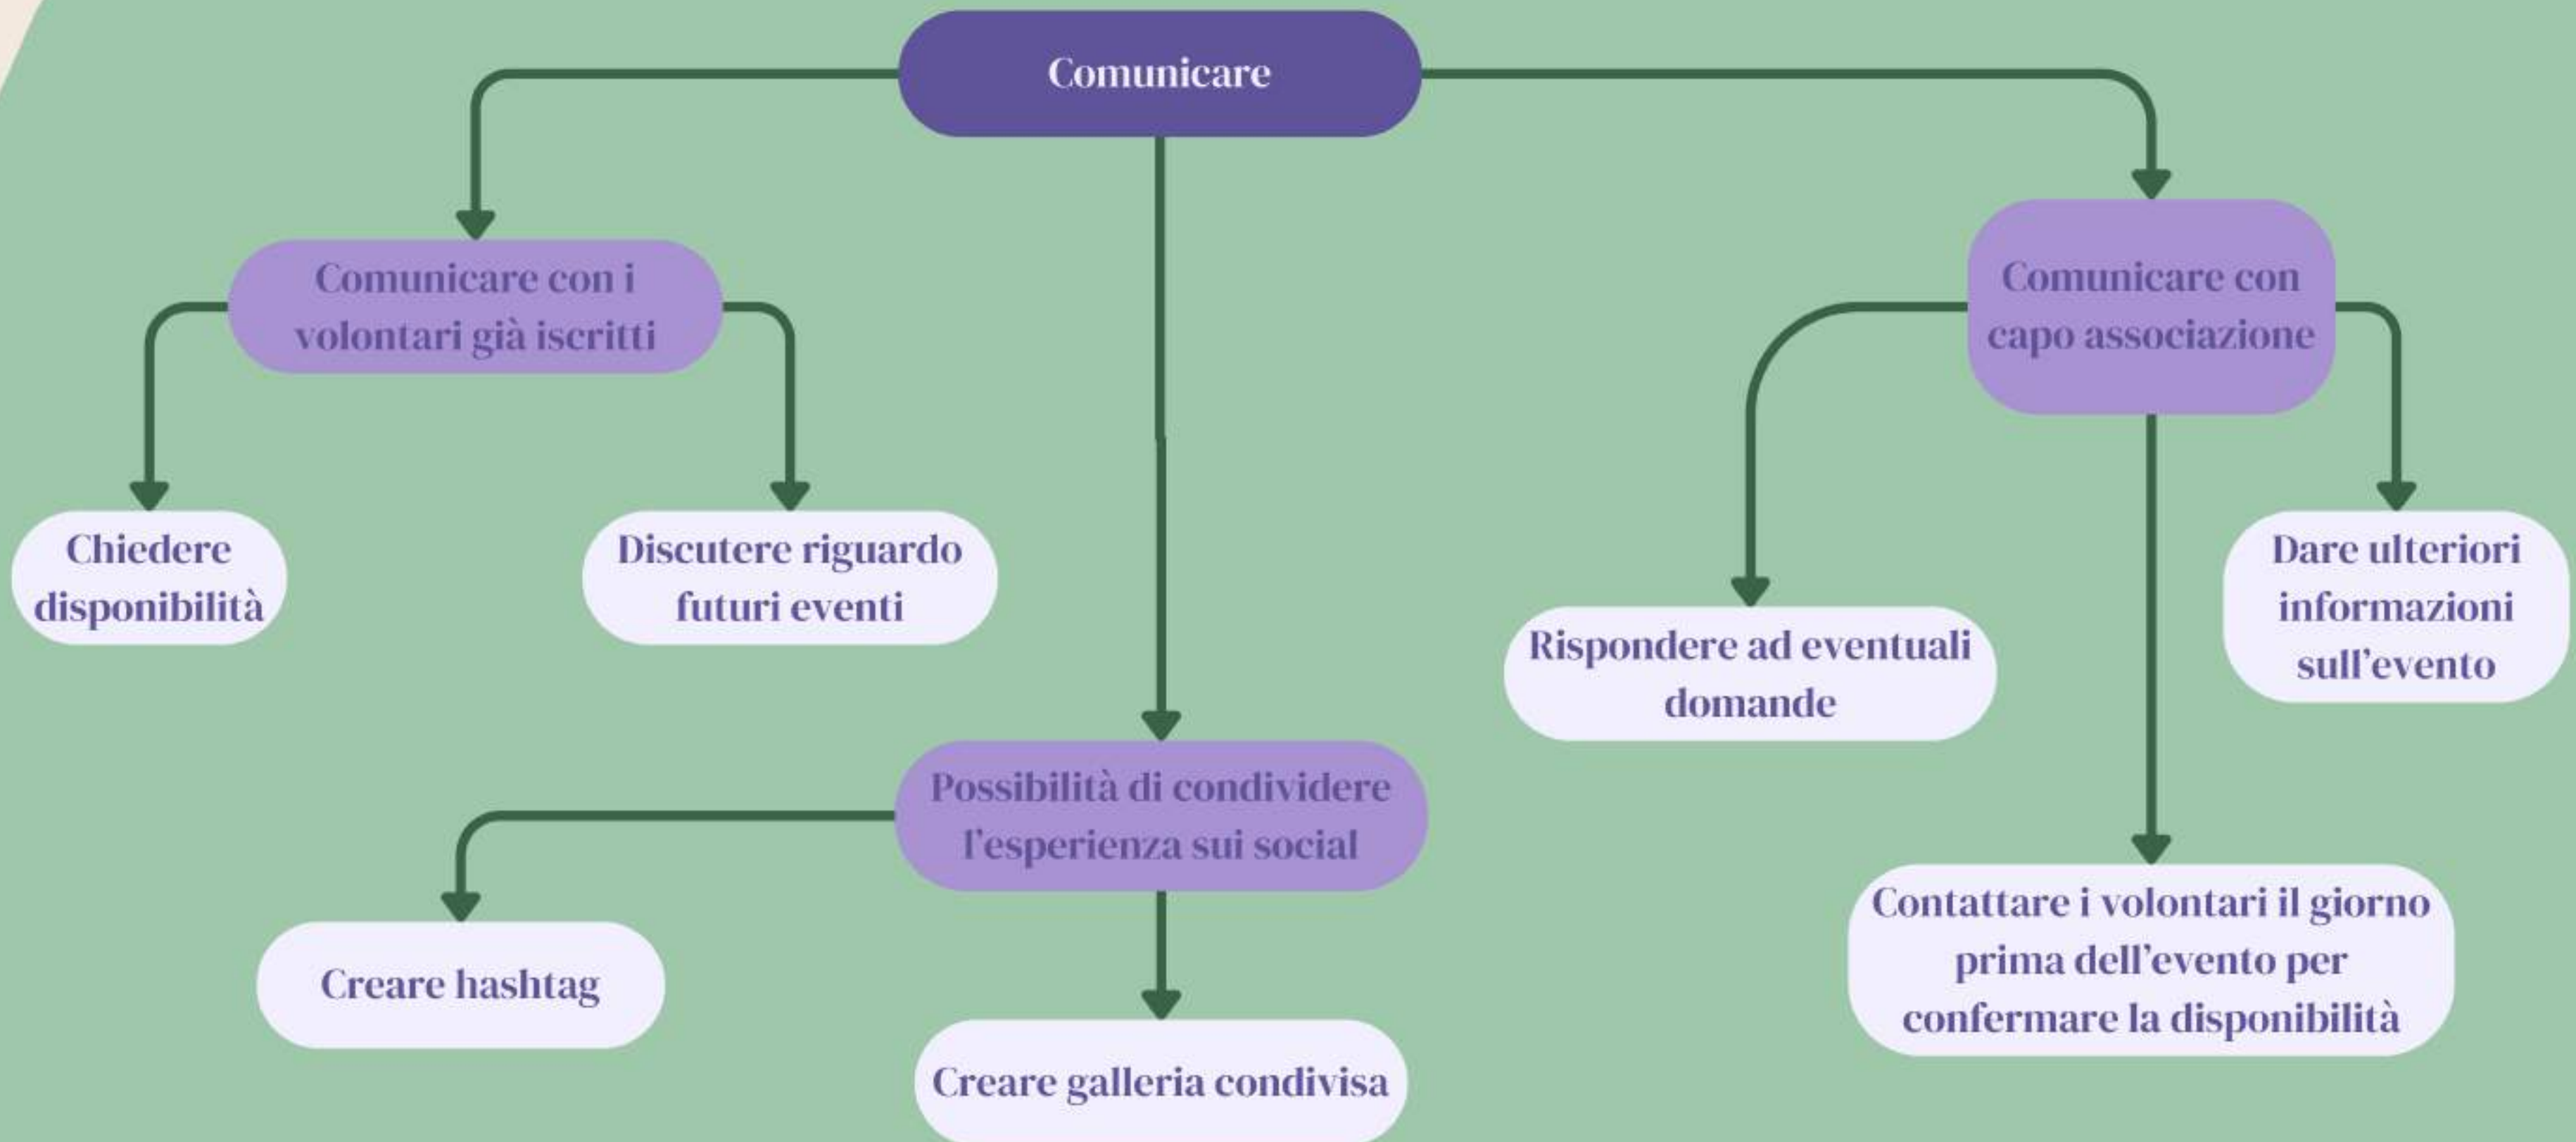 Comunicare
Comunicare con i
volontari già iscritti
Comunicare con
capo associazione
Chiedere
disponibilità
Discutere riguardo
futuri eventi
Rispondere ad eventuali
domande
Dare ulteriori
informazioni
sull’evento
Possibilità di condividere
l’esperienza sui social
Contattare i volontari il giorno
prima dell’evento per
confermare la disponibilità
Creare hashtag
Creare galleria condivisa